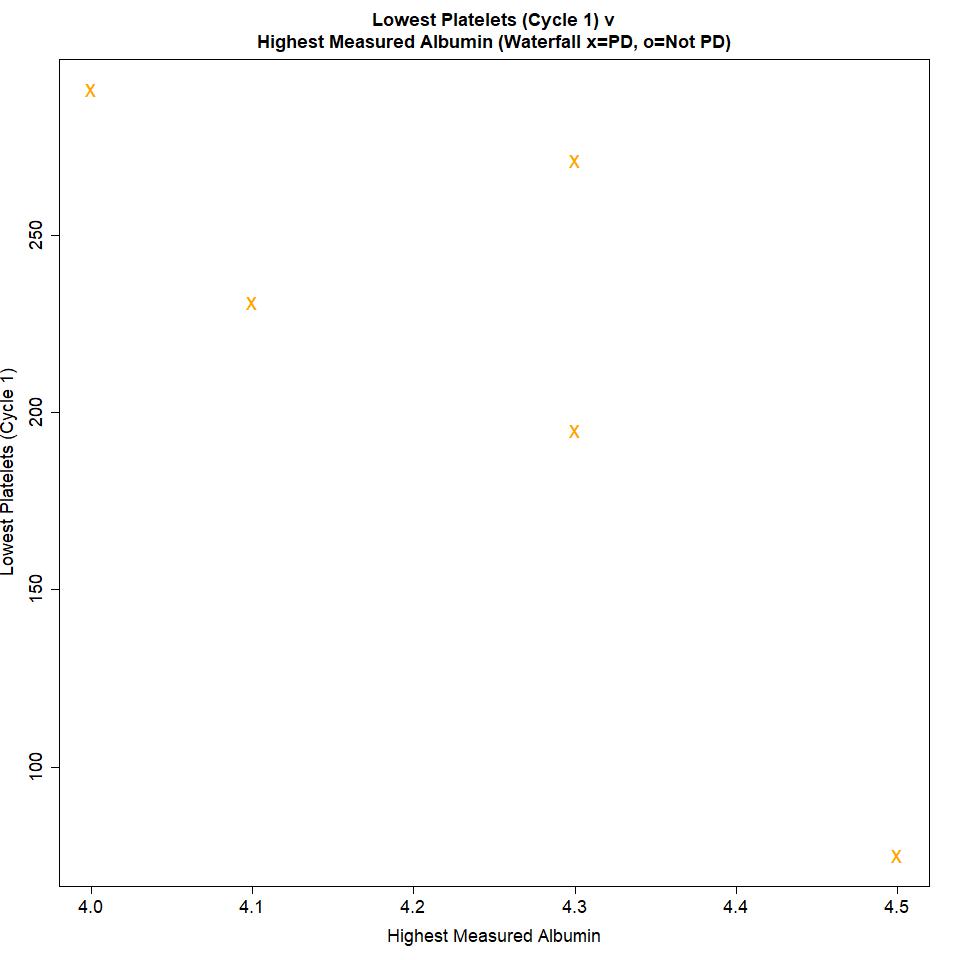 Lowest Platelets (Cycle 1) v
Highest Measured Albumin (Waterfall x=PD, o=Not PD)
X
X
250
X
Lowest Platelets (Cycle 1)
200
X
150
100
X
4.0 4.1 4.2 4.3 4.4 4.5
Highest Measured Albumin